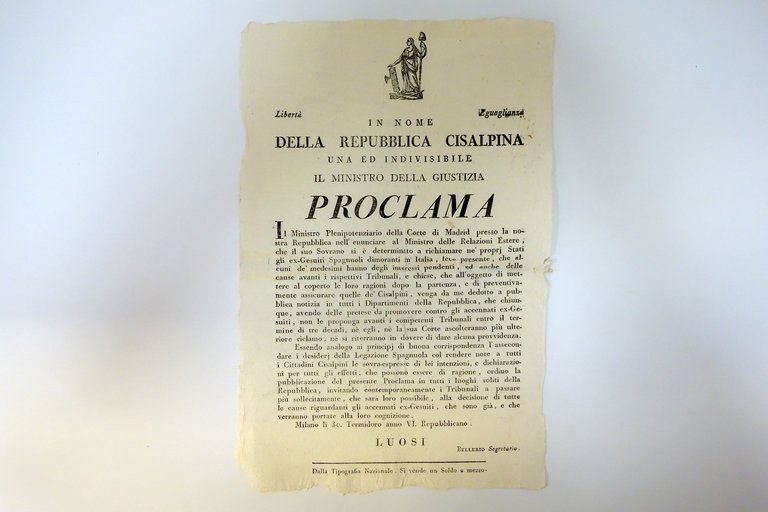 Libertà Eguaglianza
IN NOME
DELLA REPUBBLICA CISALPINA
UNA ED INDIVISIBILE
IL MINISTRO DELLA GIUSTIZIA
PROCLAMA
Il Ministro Plenipotenziario della Corte di Madrid presso la no-
stra Repubblica nell'enunciare al Ministro delle Relazioni Estere,
che il suo Sovrano si è determinato a richiamare ne' proprj Stati
gli ex-Gesuiti Spagnuoli dimoranti in Italia, fece presente, che al-
cuni de' medesimi hanno degli interessi pendenti, ed anche delle
cause avanti i rispettivi Tribunali, e chiese, che all'oggetto di met-
tere al coperto le loro ragioni dopo la partenza, e di preventiva-
mente assicurare quelle de' Cisalpini, venga da me dedotto a pub-
blica notizia in tutti i Dipartimenti della Repubblica, che chiun-
que, avendo delle pretese da promovere contro gli accennati ex-Ge-
suiti, non le proponga avanti i competenti Tribunali entro il ter-
mine di tre decadi, nè egli, nè la sua Corte ascolteranno più ulte-
riore riclamo, nè si riterranno in dovere di dare alcuna provvidenza.
Essendo analogo ai principj di buona corrispondenza l'assecon-
dare i desiderj della Legazione Spagnuola col rendere note a tutti
i Cittadini Cisalpini le sovra-espresse di lei intenzioni, e dichiarazio-
ni per tutti gli effetti, che possono essere di ragione, ordino la
pubblicazione del presente Proclama in tutti i luoghi soliti della
Repubblica, invitando contemporaneamente i Tribunali a passare
più sollecitamente, che sarà loro possibile, alla decisione di tutte
le cause riguardanti gli accennati ex-Gesuiti, che sono già, e che
verranno portate alla loro cognizione.
Milano li 30. Termidoro anno VI. Repubblicano.
LUOSI
BELLERIO Segretario.
Dalla Tipografia Nazionale. Si vende un Soldo e mezzo.